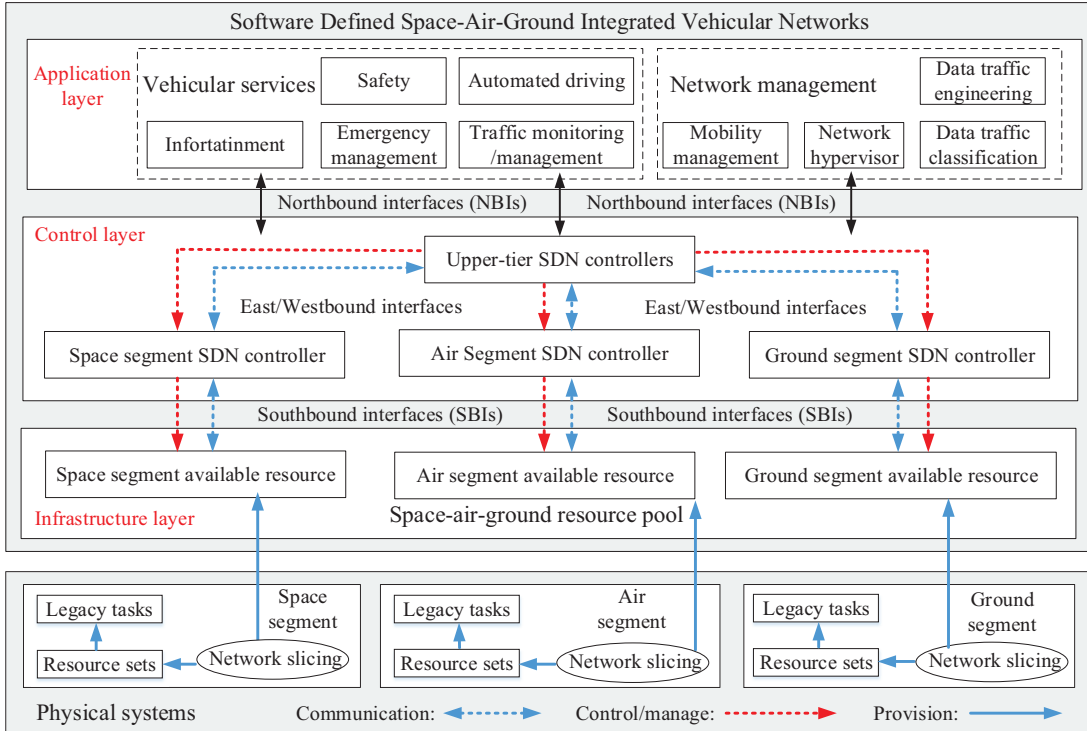 Software Defined Space-Air-Ground Integrated Vehicular Networks
Application
layer
Vehicular services
Safety
Automated driving
Infortatinment
Emergency
management
Traffic monitoring
/management
Network management
Data traffic
engineering
Mobility
management
Network
hypervisor
Data traffic
classification
Northbound interfaces (NBIs)
Northbound interfaces (NBIs)
Control layer
Upper-tier SDN controllers
East/Westbound interfaces
East/Westbound interfaces
Space segment SDN controller
Air Segment SDN controller
Ground segment SDN controller
Southbound interfaces (SBIs)
Southbound interfaces (SBIs)
Space segment available resource
Air segment available resource
Ground segment available resource
Infrastructure layer
Space-air-ground resource pool
Legacy tasks
Space
segment
Resource sets
Network slicing
Legacy tasks
Air
segment
Resource sets
Network slicing
Legacy tasks
Ground
segment
Resource sets
Network slicing
Physical systems
Communication:
Control/manage:
Provision: